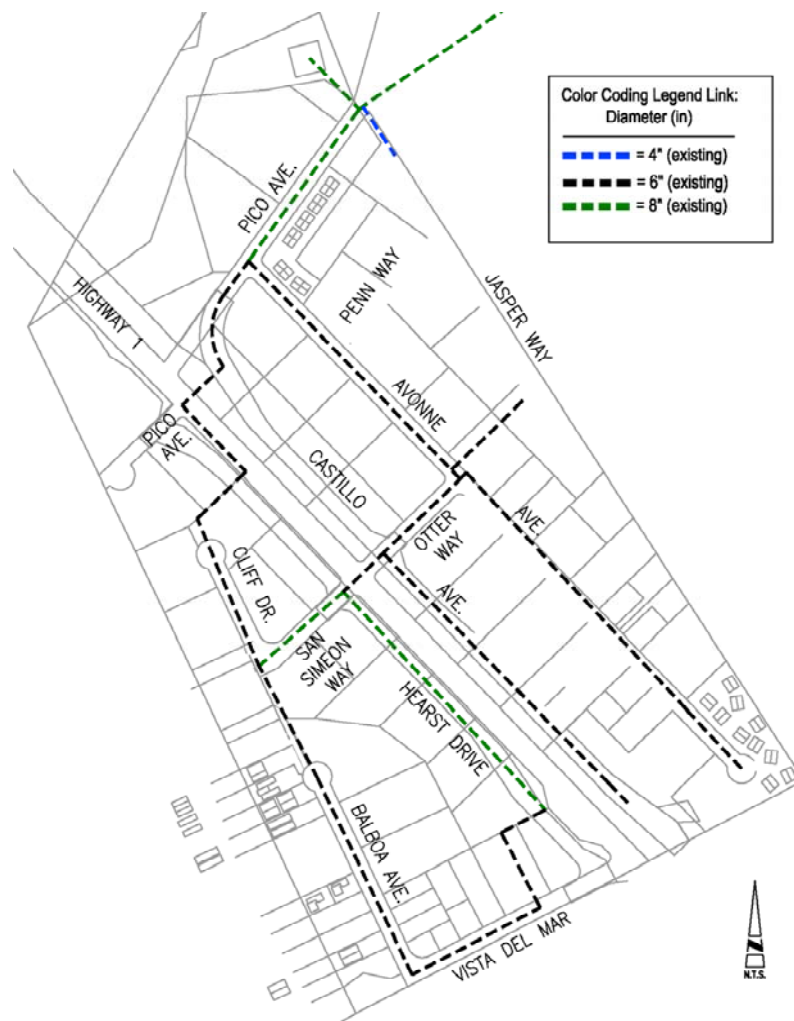 Color Coding Legend Link:
Diameter (in)
= 4" (existing)
= 6" (existing)
= 8" (existing)
PICO AVE.
HIGHWAY 1
PENN WAY
JASPER WAY
AVONNE
AVE.
PICO
AVE.
CASTILLO
AVE.
OTTER
WAY
CLIFF DR.
SAN
SIMEON
WAY
HEARST DRIVE
BALBOA AVE.
VISTA DEL MAR
N
N.T.S.